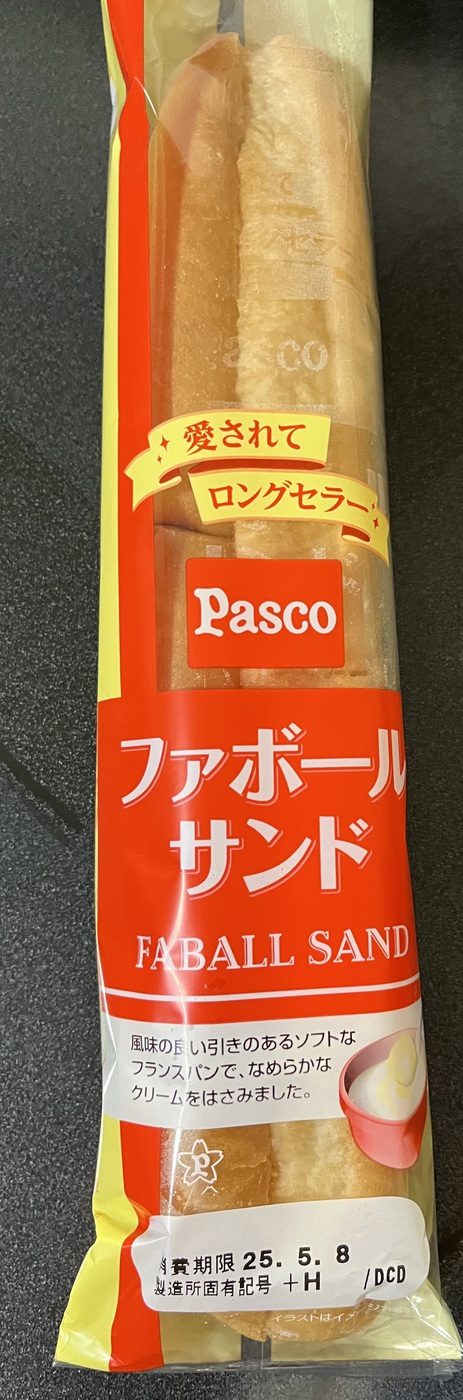 愛されて
ロングセラー
Pasco
ファボール
サンド
FABALL SAND
風味の良い引きのあるソフトな
フランスパンで、なめらかな
クリームをはさみました。
P
消費期限 25. 5. 8
製造所固有記号 +H /DCD
イラストはイメ